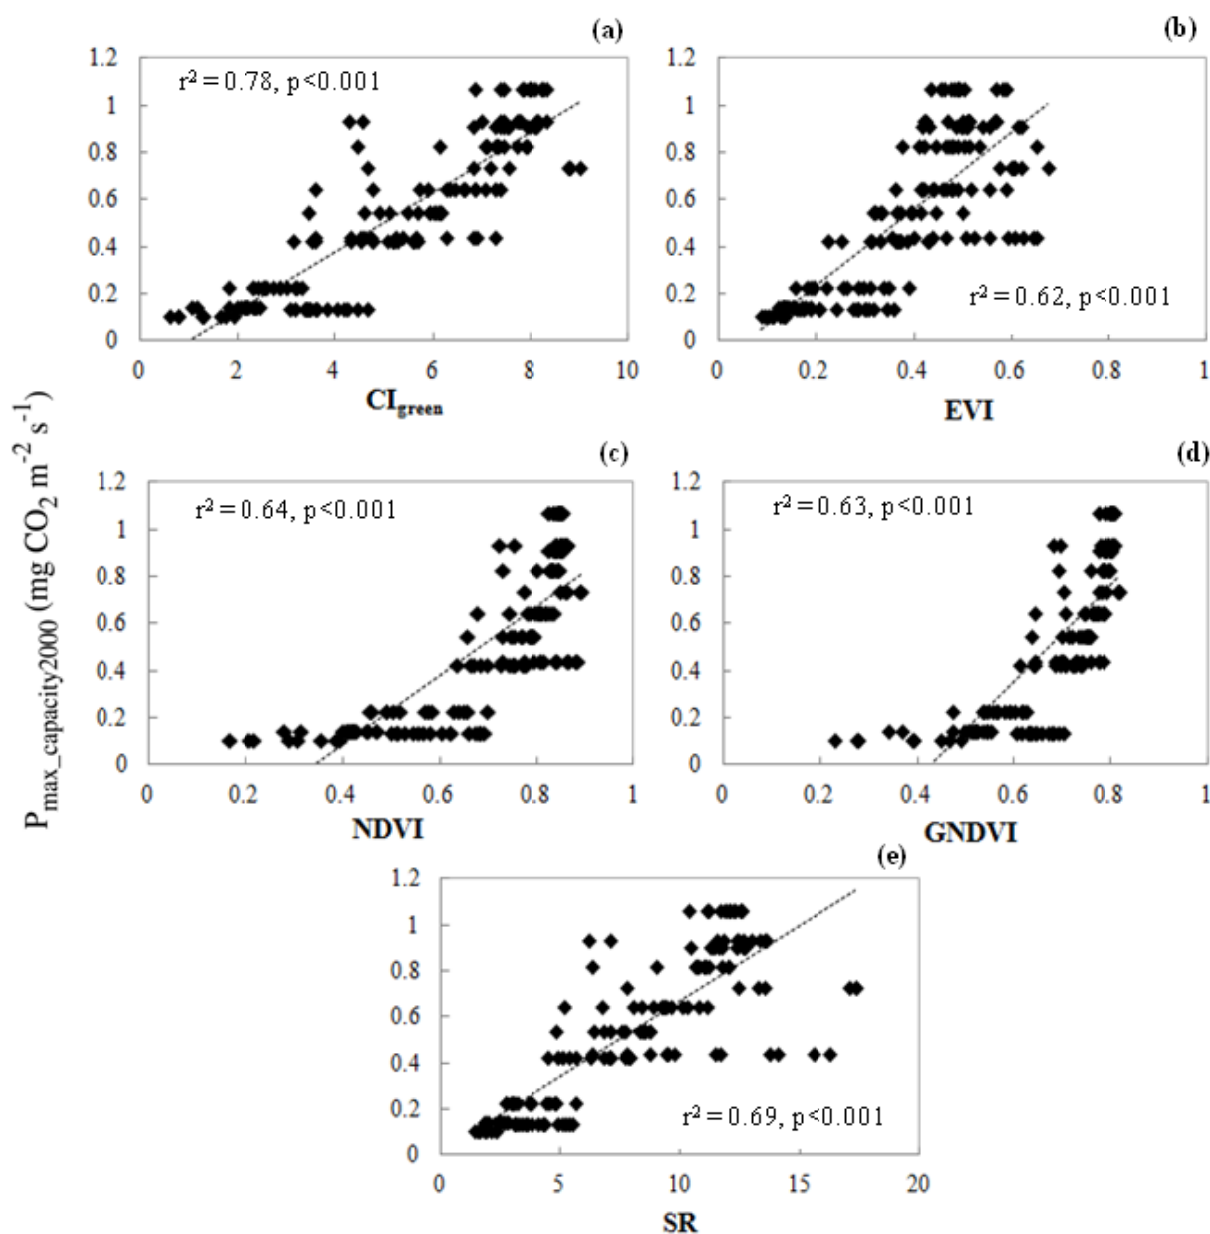 (a)
r² = 0.78, p<0.001
1.2
1
0.8
0.6
0.4
0.2
0
0 2 4 6 8 10
CIgreen
(b)
1.2
1
0.8
0.6
0.4
0.2
0
r² = 0.62, p<0.001
0 0.2 0.4 0.6 0.8 1
EVI
Pmax_capacity2000 (mg CO2 m-2 s-1)
(c)
r² = 0.64, p<0.001
1.2
1
0.8
0.6
0.4
0.2
0
0 0.2 0.4 0.6 0.8 1
NDVI
(d)
r² = 0.63, p<0.001
1.2
1
0.8
0.6
0.4
0.2
0
0 0.2 0.4 0.6 0.8 1
GNDVI
(e)
1.2
1
0.8
0.6
0.4
0.2
0
r² = 0.69, p<0.001
0 5 10 15 20
SR